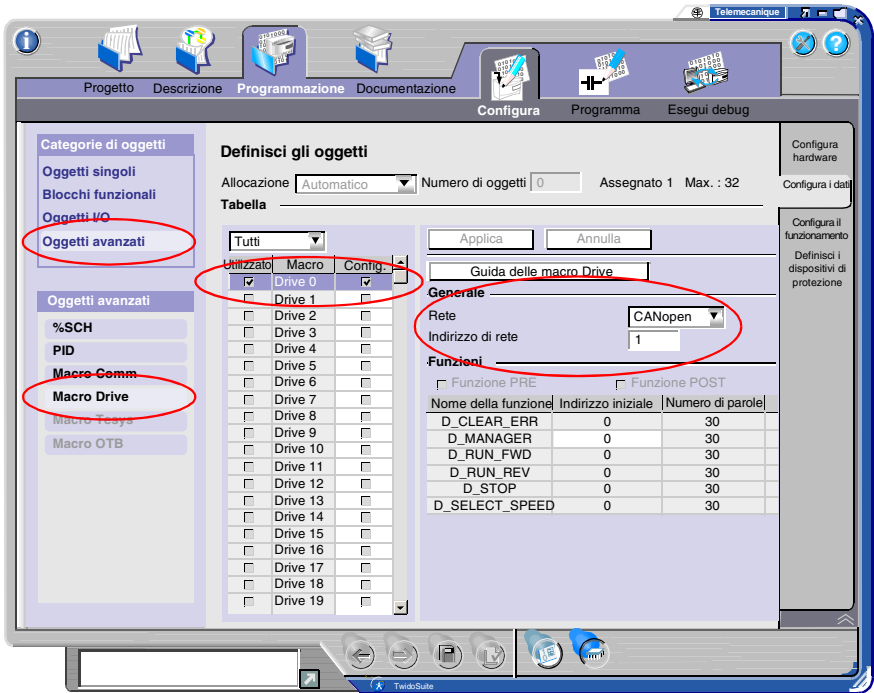 Telemecanique
Progetto Descrizione Programmazione Documentazione
Configura Programma Esegui debug
Categorie di oggetti
Oggetti singoli
Blocchi funzionali
Oggetti I/O
Oggetti avanzati
Oggetti avanzati
%SCH
PID
Macro Comm
Macro Drive
Macro Tesys
Macro OTB
Definisci gli oggetti
Allocazione Automatico Numero di oggetti 0 Assegnato 1 Max. : 32
Tabella
Tutti
Utilizzato Macro Config.
Drive 0
Drive 1
Drive 2
Drive 3
Drive 4
Drive 5
Drive 6
Drive 7
Drive 8
Drive 9
Drive 10
Drive 11
Drive 12
Drive 13
Drive 14
Drive 15
Drive 16
Drive 17
Drive 18
Drive 19
Applica Annulla
Guida delle macro Drive
Generale
Rete CANopen
Indirizzo di rete 1
Funzioni
Funzione PRE Funzione POST
Nome della funzione Indirizzo iniziale Numero di parole
D_CLEAR_ERR 0 30
D_MANAGER 0 30
D_RUN_FWD 0 30
D_RUN_REV 0 30
D_STOP 0 30
D_SELECT_SPEED 0 30
Configura
hardware
Configura i dati
Configura il
funzionamento
Definisci i
dispositivi di
protezione
TwidoSuite